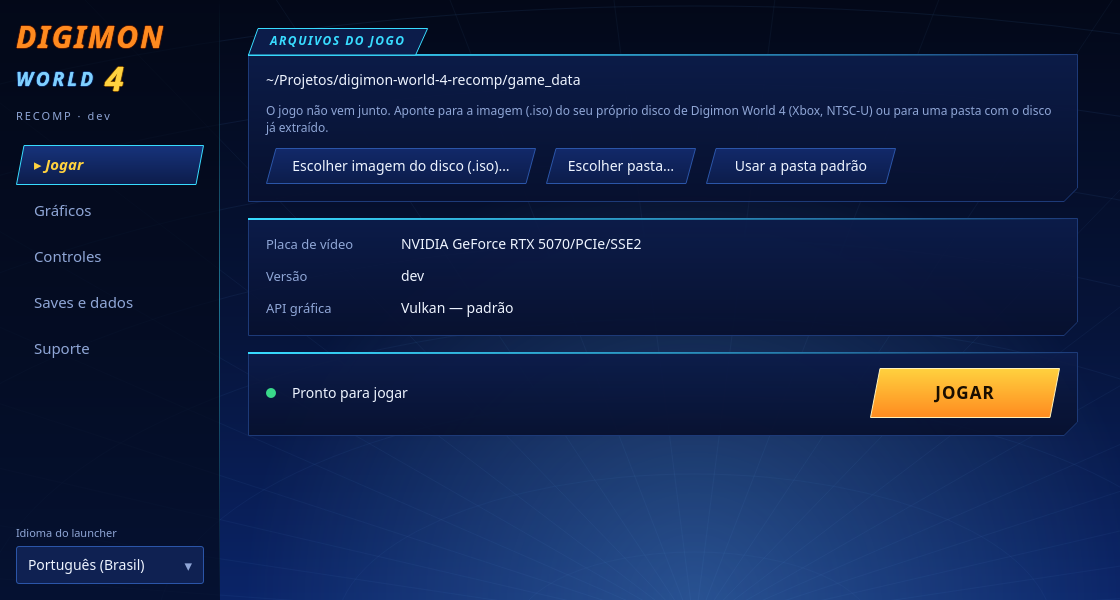 DIGIMON
WORLD 4
RECOMP · dev
▸ Jogar
Gráficos
Controles
Saves e dados
Suporte
Idioma do launcher
Português (Brasil) ▾
ARQUIVOS DO JOGO
~/Projetos/digimon-world-4-recomp/game_data
O jogo não vem junto. Aponte para a imagem (.iso) do seu próprio disco de Digimon World 4 (Xbox, NTSC-U) ou para uma pasta com o disco
já extraído.
Escolher imagem do disco (.iso)... Escolher pasta... Usar a pasta padrão
Placa de vídeo NVIDIA GeForce RTX 5070/PCIe/SSE2
Versão dev
API gráfica Vulkan — padrão
Pronto para jogar JOGAR